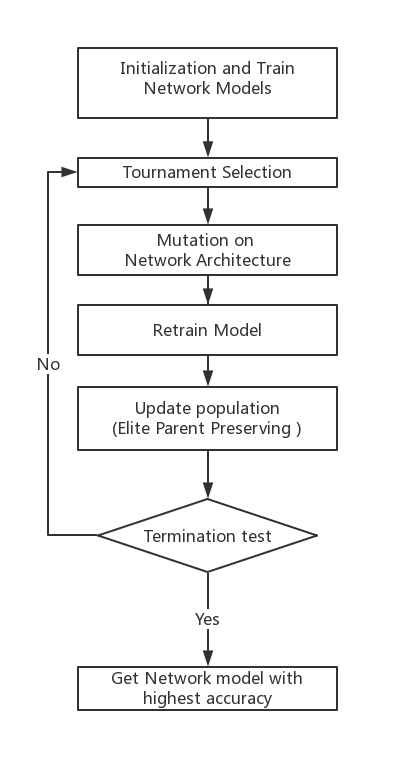 Initialization and Train
Network Models
Tournament Selection
Mutation on
Network Architecture
Retrain Model
No
Update population
(Elite Parent Preserving )
Termination test
Yes
Get Network model with
highest accuracy